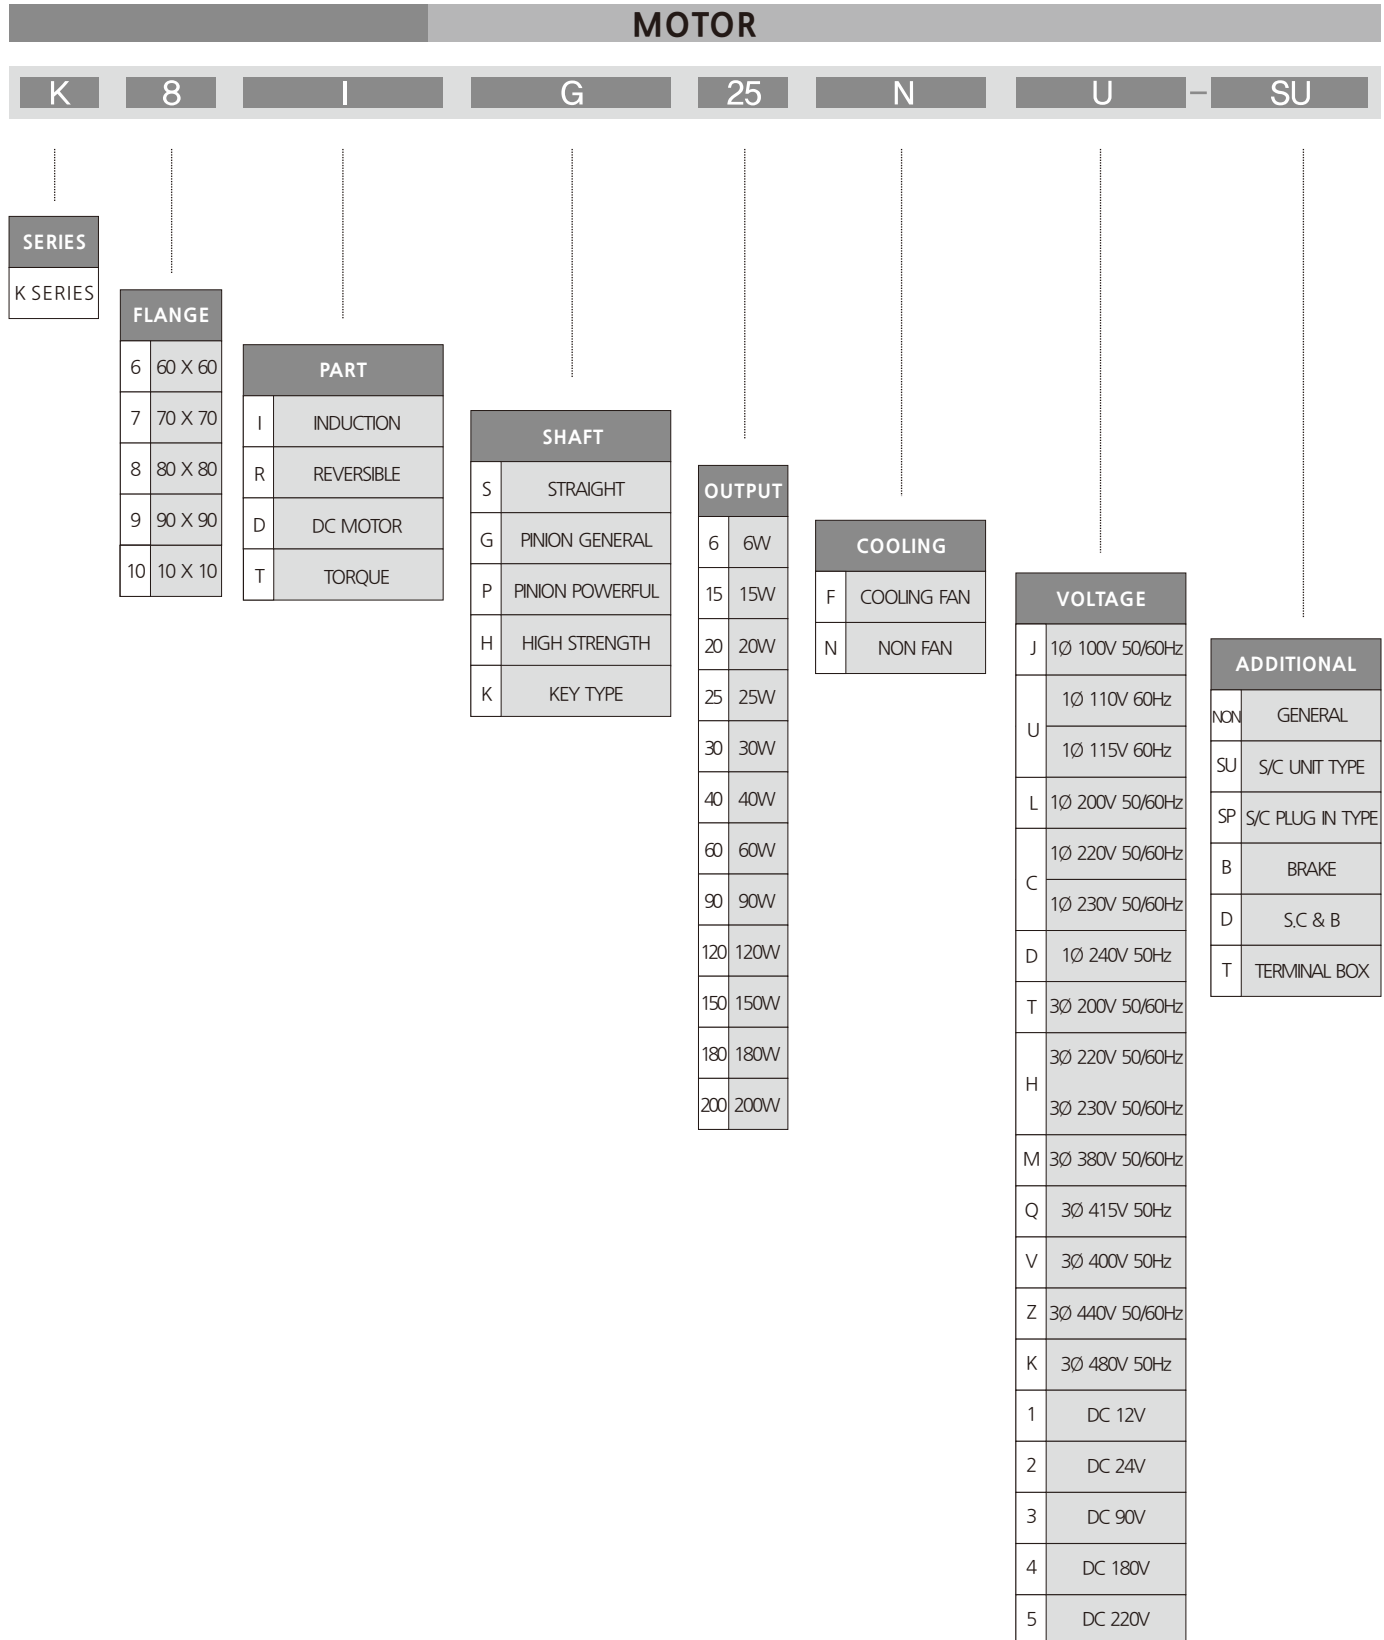 MOTOR
K 8 I G 25 N U - SU
SERIES
K SERIES
FLANGE
6 60 X 60
7 70 X 70
8 80 X 80
9 90 X 90
10 10 X 10
PART
I INDUCTION
R REVERSIBLE
D DC MOTOR
T TORQUE
SHAFT
S STRAIGHT
G PINION GENERAL
P PINION POWERFUL
H HIGH STRENGTH
K KEY TYPE
OUTPUT
6 6W
15 15W
20 20W
25 25W
30 30W
40 40W
60 60W
90 90W
120 120W
150 150W
180 180W
200 200W
COOLING
F COOLING FAN
N NON FAN
VOLTAGE
J 1Ø 100V 50/60Hz
U 1Ø 110V 60Hz
1Ø 115V 60Hz
L 1Ø 200V 50/60Hz
C 1Ø 220V 50/60Hz
1Ø 230V 50/60Hz
D 1Ø 240V 50Hz
T 3Ø 200V 50/60Hz
H 3Ø 220V 50/60Hz
3Ø 230V 50/60Hz
M 3Ø 380V 50/60Hz
Q 3Ø 415V 50Hz
V 3Ø 400V 50Hz
Z 3Ø 440V 50/60Hz
K 3Ø 480V 50Hz
1 DC 12V
2 DC 24V
3 DC 90V
4 DC 180V
5 DC 220V
ADDITIONAL
NON GENERAL
SU S/C UNIT TYPE
SP S/C PLUG IN TYPE
B BRAKE
D S.C & B
T TERMINAL BOX